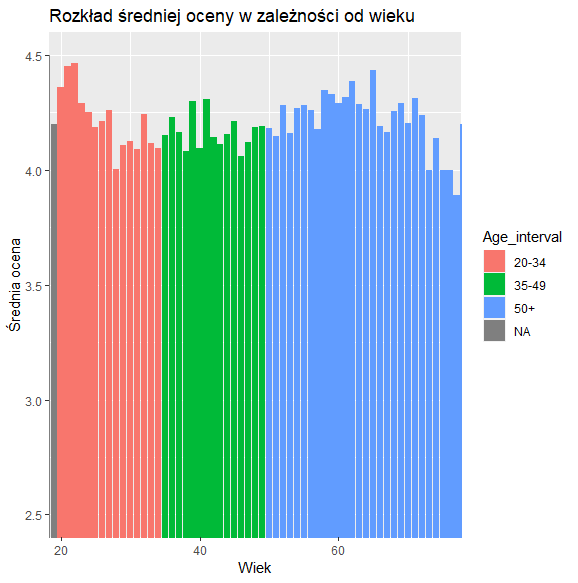 Rozkład średniej oceny w zależności od wieku
4.5
4.0
3.5
3.0
2.5
Średnia ocena
20
40
60
Wiek
Age_interval
20-34
35-49
50+
NA